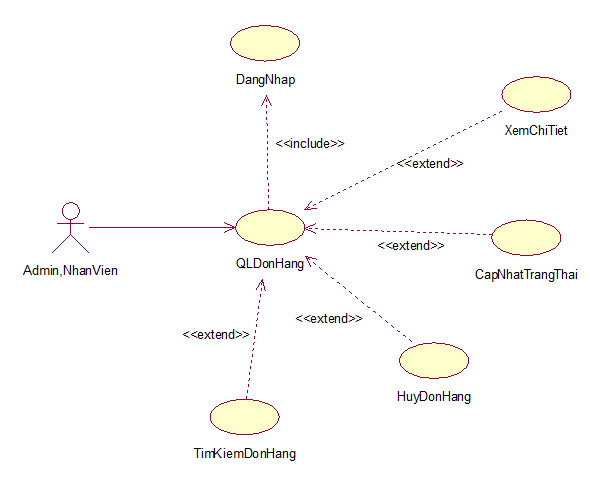 DangNhap
XemChiTiet
<<include>>
<<extend>>
Admin,NhanVien
QLDonHang
<<extend>>
CapNhatTrangThai
<<extend>>
<<extend>>
HuyDonHang
TimKiemDonHang